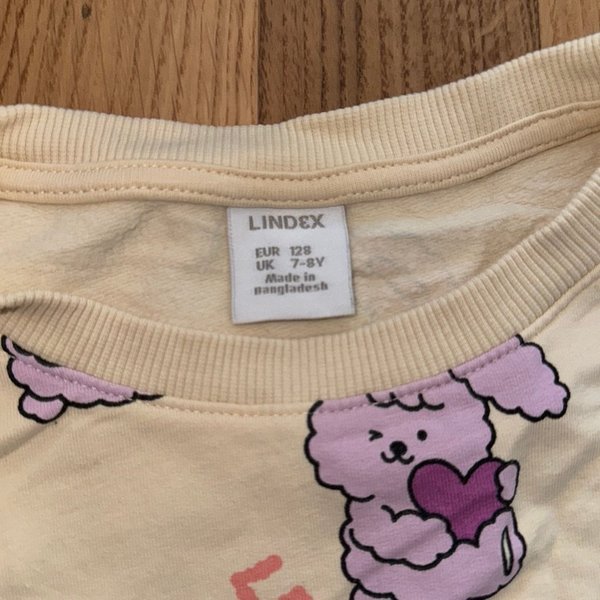 LINDEX
EUR 128
UK 7-8Y
Made in
Bangladesh